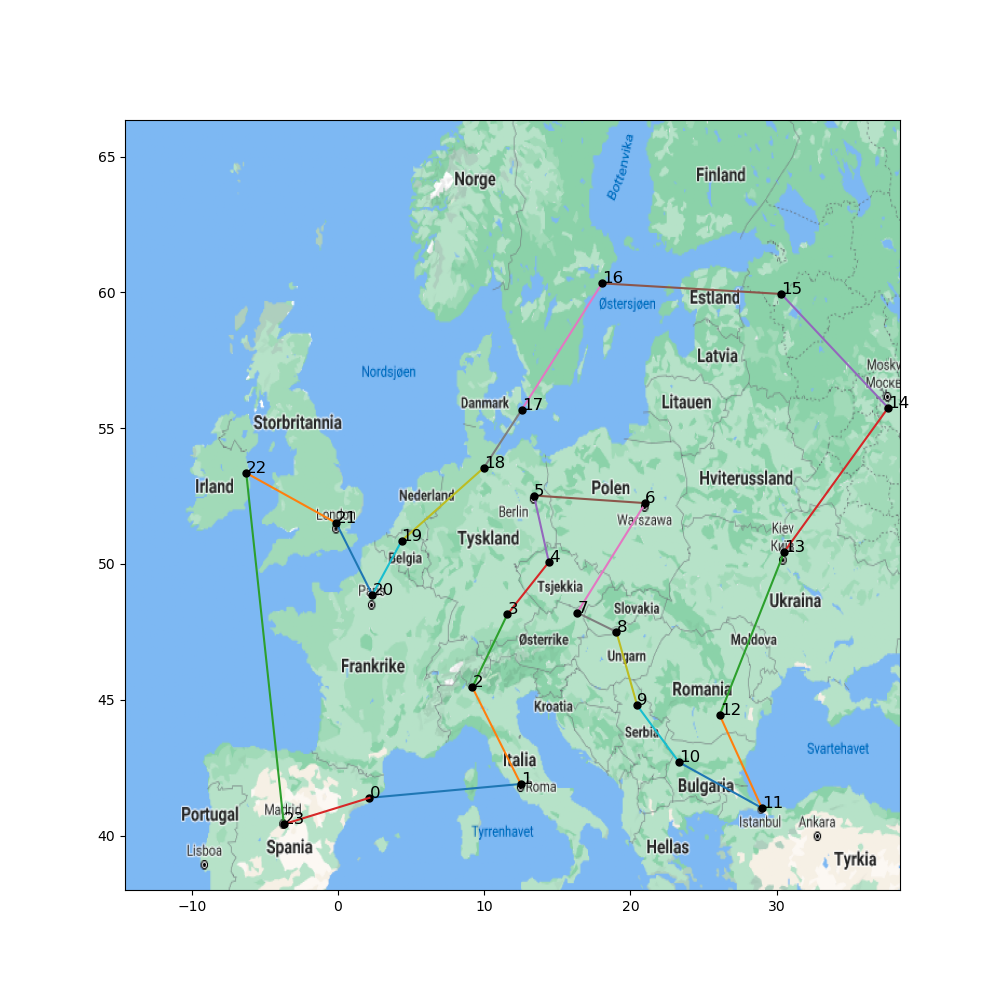 65
60
55
50
45
40
−10
0
10
20
30
Bottenvika
Finland
Norge
16
15
Estland
Østersjøen
Latvia
Nordsjøen
Mosky
Моске
14
Danmark
17
Litauen
Storbritannia
22
18
Irland
Nederland
5
Polen
6
Hviterussland
London
21
Berlin
Warszawa
Kiev
Київ
13
19
Tyskland
Belgia
4
20
Tsjekkia
3
7
Slovakia
Ukraina
8
Østerrike
Moldova
Frankrike
Ungarn
2
Romania
9
Kroatia
12
Serbia
Svartehavet
10
Italia
1
Roma
Bulgaria
0
11
Madrid
23
Portugal
Istanbul
Ankara
Tyrrenhavet
Spania
Hellas
Lisboa
Tyrkia